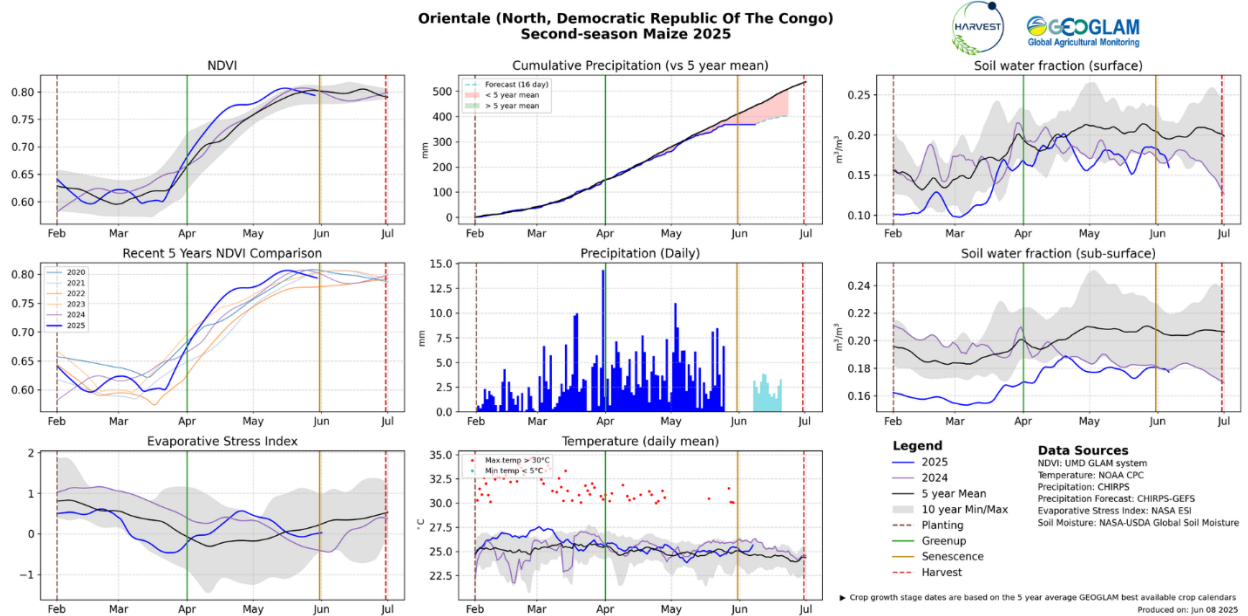 Orientale (North, Democratic Republic Of The Congo)
Second-season Maize 2025
HARVEST
GEOGLAM
Global Agricultural Monitoring
NDVI
0.80
0.75
0.70
0.65
0.60
Feb Mar Apr May Jun Jul
Cumulative Precipitation (vs 5 year mean)
Forecast (16 day)
< 5 year mean
> 5 year mean
500
400
300
200
100
0
mm
Feb Mar Apr May Jun Jul
Soil water fraction (surface)
0.25
0.20
0.15
0.10
m³/m³
Feb Mar Apr May Jun Jul
Recent 5 Years NDVI Comparison
2020
2021
2022
2023
2024
2025
0.80
0.75
0.70
0.65
0.60
Feb Mar Apr May Jun Jul
Precipitation (Daily)
15.0
12.5
10.0
7.5
5.0
2.5
0.0
mm
Feb Mar Apr May Jun Jul
Soil water fraction (sub-surface)
0.24
0.22
0.20
0.18
0.16
m³/m³
Feb Mar Apr May Jun Jul
Evaporative Stress Index
2
1
0
−1
Feb Mar Apr May Jun Jul
Temperature (daily mean)
Max temp > 30°C
Min temp < 5°C
35.0
32.5
30.0
27.5
25.0
22.5
°C
Feb Mar Apr May Jun Jul
Legend
2025
2024
5 year Mean
10 year Min/Max
Planting
Greenup
Senescence
Harvest
Data Sources
NDVI: UMD GLAM system
Temperature: NOAA CPC
Precipitation: CHIRPS
Precipitation Forecast: CHIRPS-GEFS
Evaporative Stress Index: NASA ESI
Soil Moisture: NASA-USDA Global Soil Moisture
▶ Crop growth stage dates are based on the 5 year average GEOGLAM best available crop calendars
Produced on: Jun 08 2025